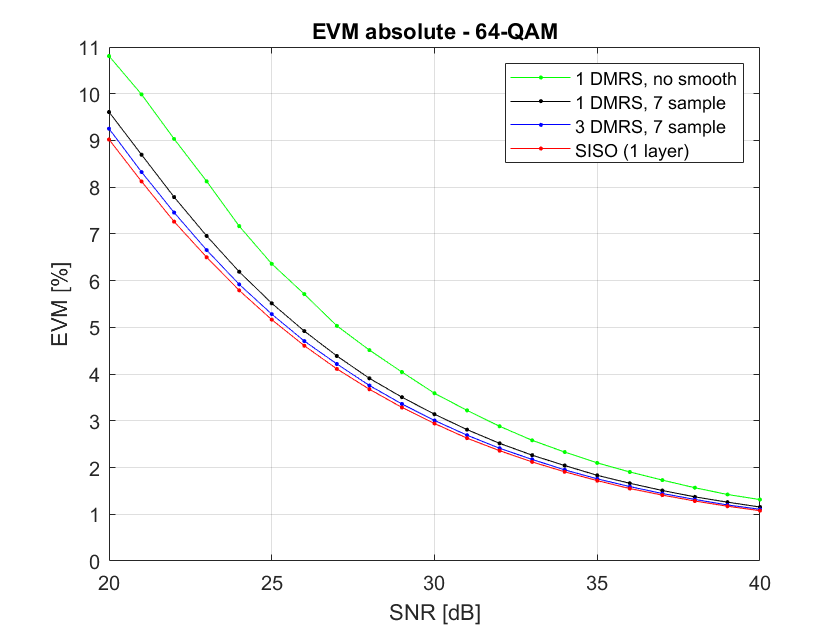 EVM absolute - 64-QAM
1 DMRS, no smooth
1 DMRS, 7 sample
3 DMRS, 7 sample
SISO (1 layer)
11
10
9
8
7
6
5
4
3
2
1
0
EVM [%]
20
25
30
35
40
SNR [dB]